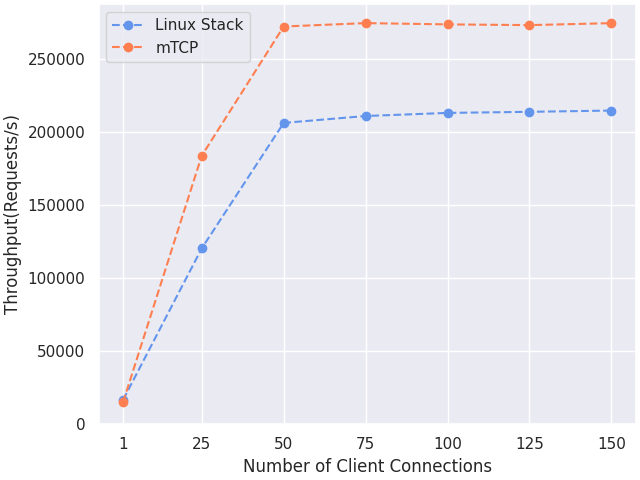 Linux Stack
mTCP
Throughput(Requests/s)
250000
200000
150000
100000
50000
0
1 25 50 75 100 125 150
Number of Client Connections